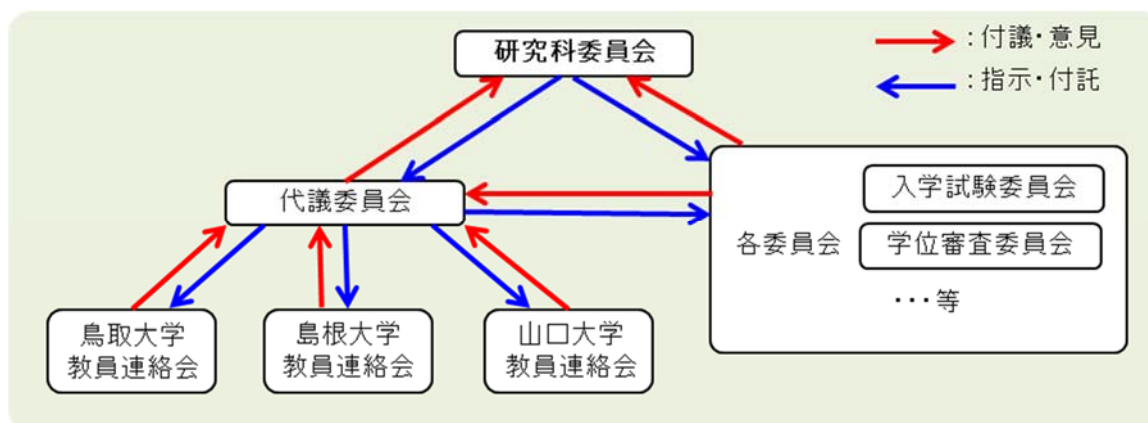 研究科委員会
:付議・意見
:指示・付託
代議委員会
入学試験委員会
各委員会
学位審査委員会
・・・等
鳥取大学
教員連絡会
島根大学
教員連絡会
山口大学
教員連絡会